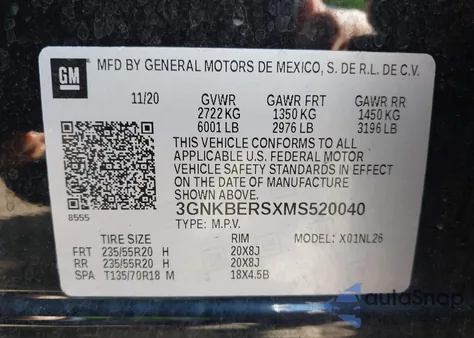 GM
MFD BY GENERAL MOTORS DE MEXICO, S. DE R.L. DE C.V.
11/20 GVWR GAWR FRT GAWR RR
2722 KG 1350 KG 1450 KG
6001 LB 2976 LB 3196 LB
THIS VEHICLE CONFORMS TO ALL
APPLICABLE U.S. FEDERAL MOTOR
VEHICLE SAFETY STANDARDS IN EFFECT
ON THE DATE OF MANUFACTURE SHOWN ABOVE.
8555
3GNKBERSXMS520040
TYPE: M.P.V. MODEL: X01NL26
TIRE SIZE RIM
FRT 235/55R20 H 20X8J
RR 235/55R20 H 20X8J
SPA T135/70R18 M 18X4.5B
AutoSnap